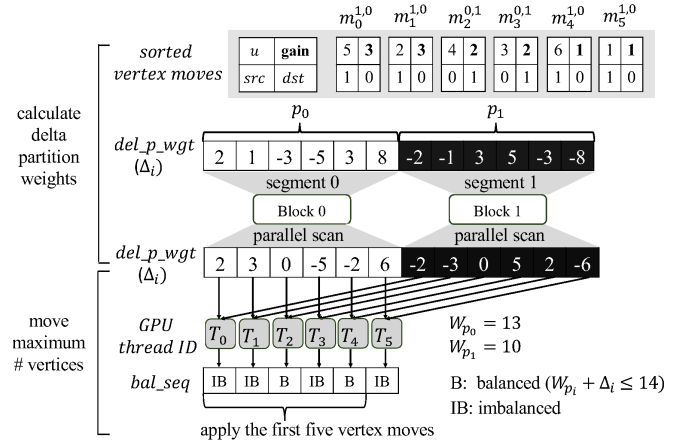 m_0^{1,0} m_1^{1,0} m_2^{0,1} m_3^{0,1} m_4^{1,0} m_5^{1,0}
sorted vertex moves
u gain 5 3 2 3 4 2 3 2 6 1 1 1
src dst 1 0 1 0 0 1 0 1 1 0 1 0
calculate delta partition weights
p_0 p_1
del_p_wgt (Δ_i)
2 1 -3 -5 3 8 -2 -1 3 5 -3 -8
segment 0 segment 1
Block 0 Block 1
parallel scan parallel scan
del_p_wgt (Δ_i)
2 3 0 -5 -2 6 -2 -3 0 5 2 -6
move maximum # vertices
GPU thread ID
T_0 T_1 T_2 T_3 T_4 T_5
W_{p_0} = 13
W_{p_1} = 10
bal_seq
IB IB B IB B IB
B: balanced (W_{p_i} + Δ_i ≤ 14)
IB: imbalanced
apply the first five vertex moves